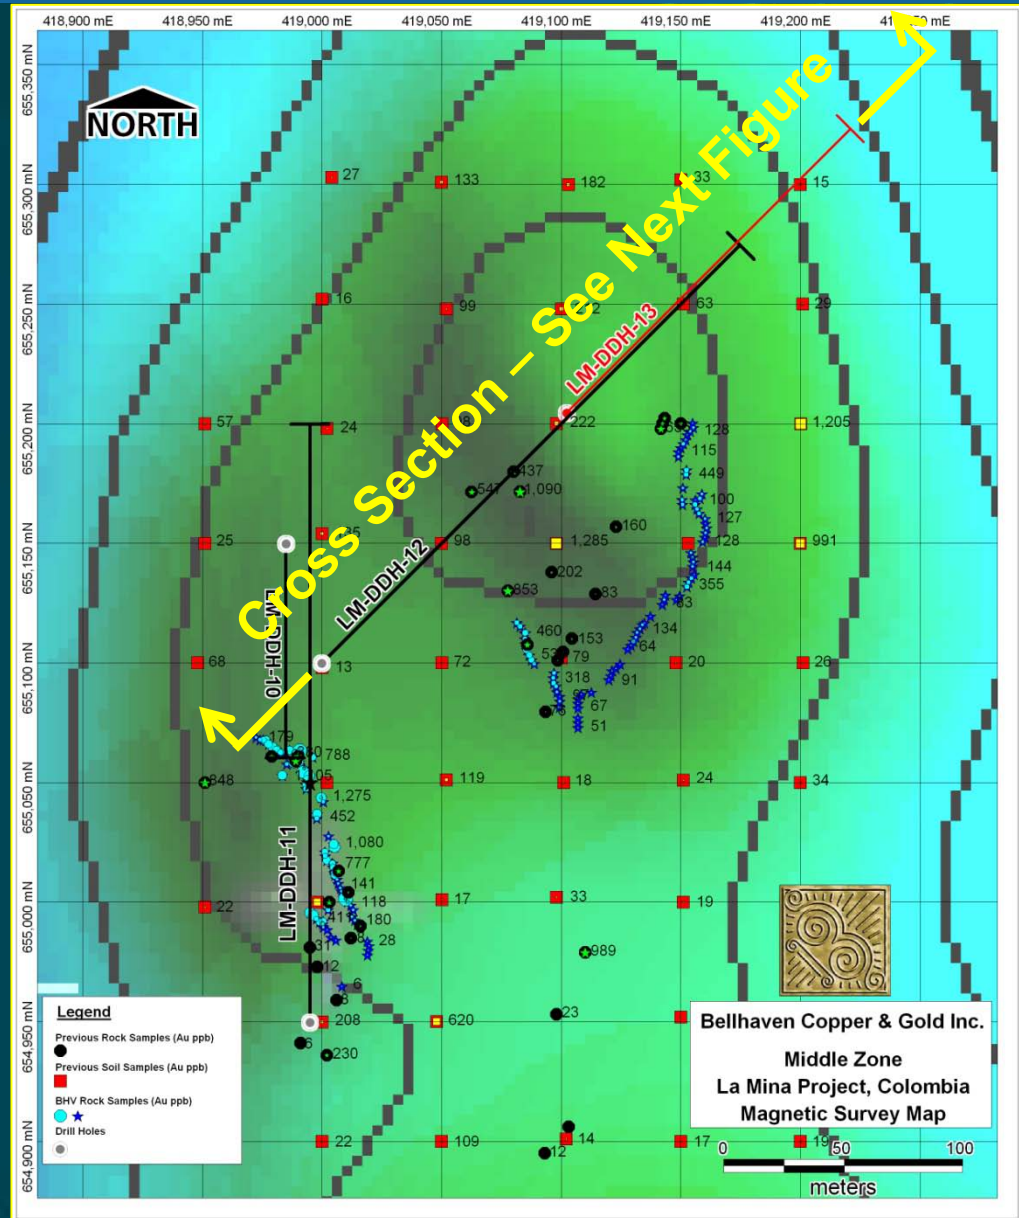 418,900 mE 418,950 mE 419,000 mE 419,050 mE 419,100 mE 419,150 mE 419,200 mE
655,350 mN
655,300 mN
655,250 mN
655,200 mN
655,150 mN
655,100 mN
655,050 mN
655,000 mN
654,950 mN
654,900 mN
NORTH
Cross Section – See Next Figure
LM-DDH-13
LM-DDH-12
LM-DDH-10
LM-DDH-11
27 133 182 15
16 99 63 29
57 24 222 1,205
128
115
437
449
547 1,090
100
127
160
25 98 1,285 128 991
144
202
355
853 83
134
460 153
64
68 13 72 79 20 26
318 91
67
51
179
788
848 119 18 24 34
1,275
452
1,080
777
141
22 118 17 33 19
411 180
28
31 989
12
6
8
208 620 23
6
230
22 109 14 17 19
12
Legend
Previous Rock Samples (Au ppb)
Previous Soil Samples (Au ppb)
BHV Rock Samples (Au ppb)
Drill Holes
Bellhaven Copper & Gold Inc.
Middle Zone
La Mina Project, Colombia
Magnetic Survey Map
0 50 100
meters